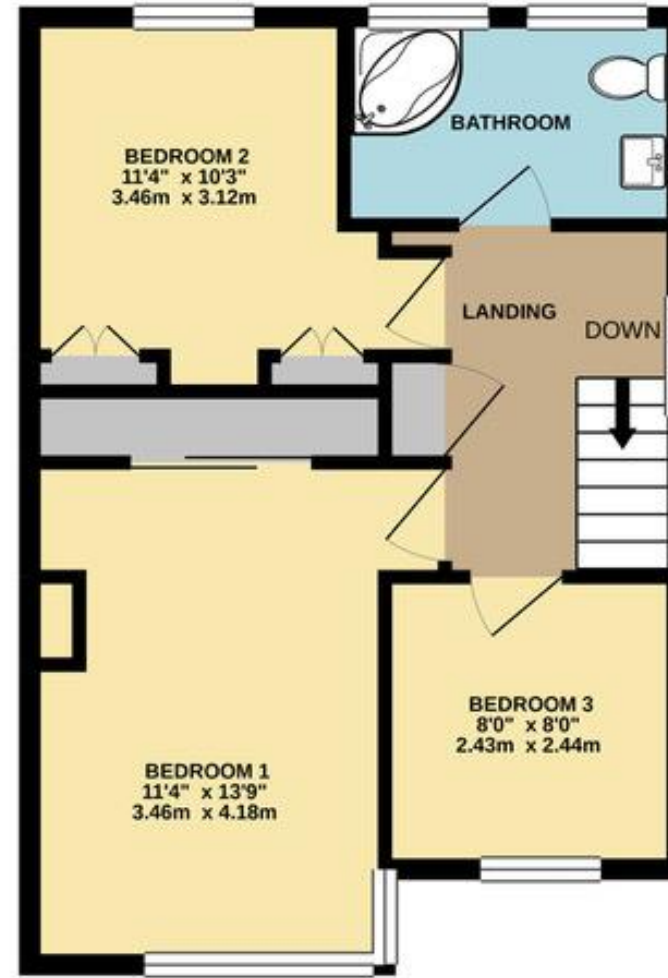 BATHROOM
BEDROOM 2
11'4" x 10'3"
3.46m x 3.12m
LANDING
DOWN
BEDROOM 3
8'0" x 8'0"
2.43m x 2.44m
BEDROOM 1
11'4" x 13'9"
3.46m x 4.18m